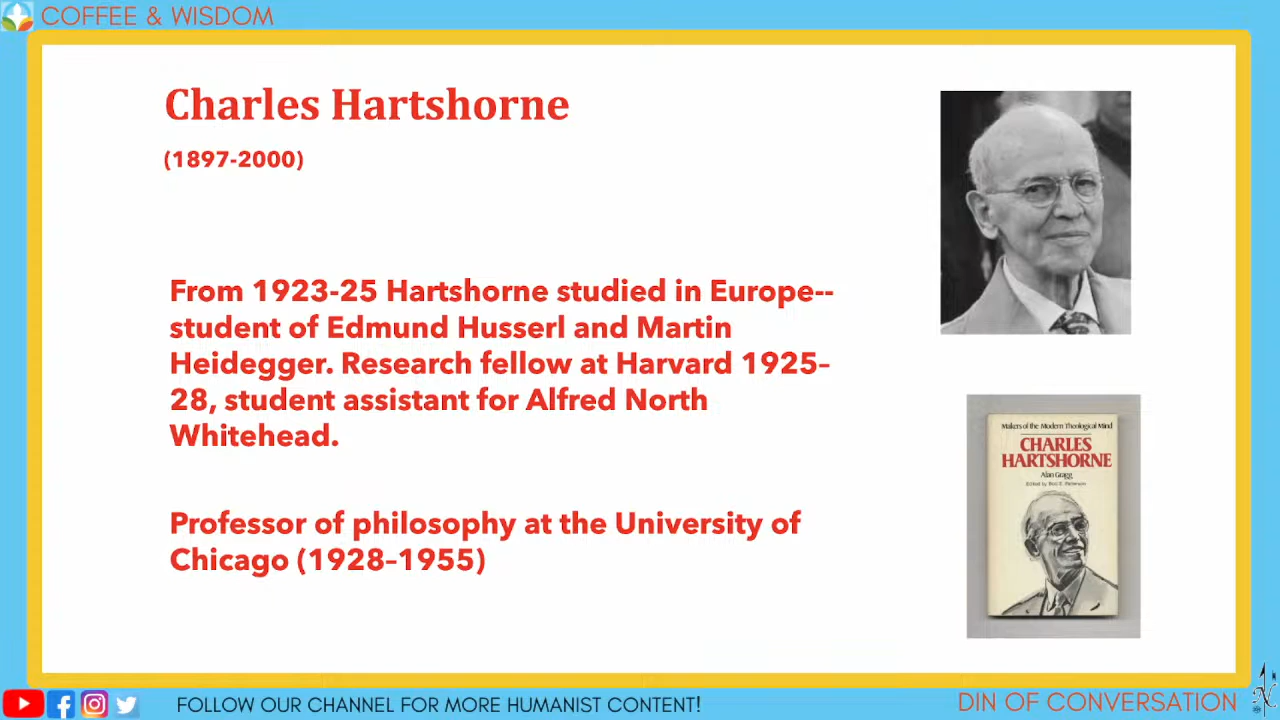 COFFEE & WISDOM
Charles Hartshorne
(1897-2000)
From 1923-25 Hartshorne studied in Europe--
student of Edmund Husserl and Martin
Heidegger. Research fellow at Harvard 1925–
28, student assistant for Alfred North
Whitehead.
Professor of philosophy at the University of
Chicago (1928–1955)
Makers of the Modern Theological Mind
CHARLES
HARTSHORNE
Alan Gragg
Edited by Bob E. Patterson
FOLLOW OUR CHANNEL FOR MORE HUMANIST CONTENT!
DIN OF CONVERSATION